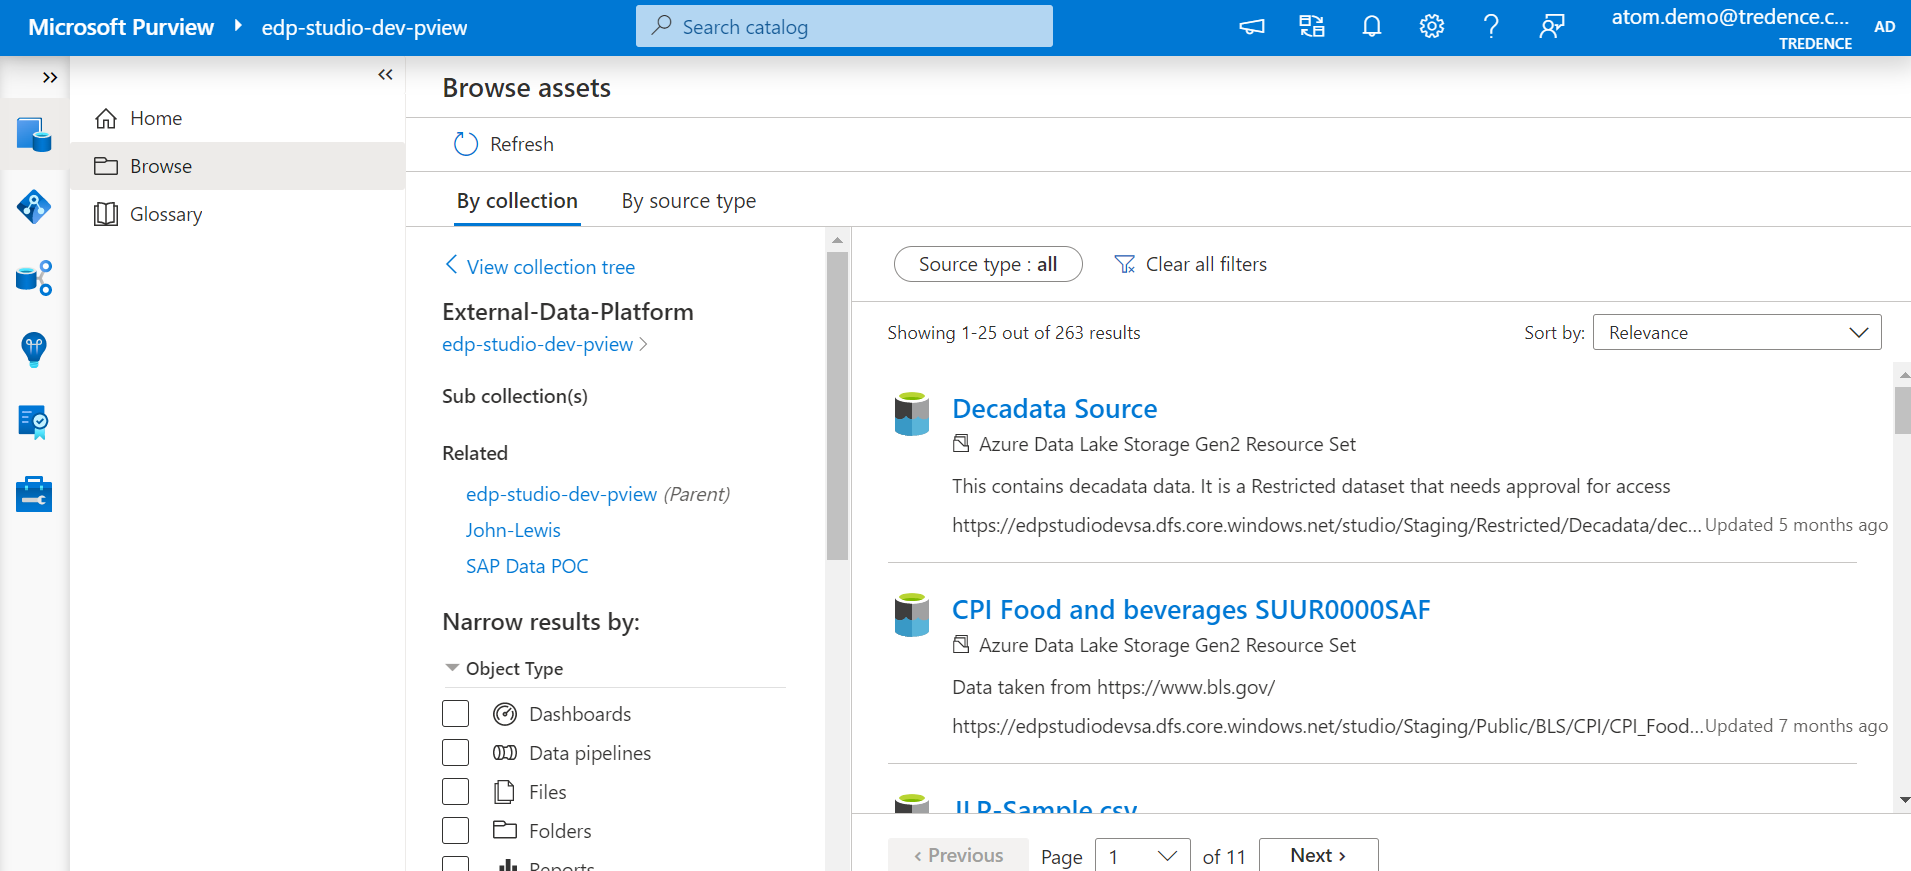 Microsoft Purview
edp-studio-dev-pview
Search catalog
atom.demo@tredence.c...
TREDENCE
AD
Home
Browse
Glossary
Browse assets
Refresh
By collection
By source type
View collection tree
External-Data-Platform
edp-studio-dev-pview
Sub collection(s)
Related
edp-studio-dev-pview (Parent)
John-Lewis
SAP Data POC
Narrow results by:
Object Type
Dashboards
Data pipelines
Files
Folders
Reports
Source type : all
Clear all filters
Showing 1-25 out of 263 results
Sort by:
Relevance
Decadata Source
Azure Data Lake Storage Gen2 Resource Set
This contains decadata data. It is a Restricted dataset that needs approval for access
https://edpstudiodevsa.dfs.core.windows.net/studio/Staging/Restricted/Decadata/dec... Updated 5 months ago
CPI Food and beverages SUUR0000SAF
Azure Data Lake Storage Gen2 Resource Set
Data taken from https://www.bls.gov/
https://edpstudiodevsa.dfs.core.windows.net/studio/Staging/Public/BLS/CPI/CPI_Food... Updated 7 months ago
JLP-Sample.csv
‹ Previous
Page 1 of 11
Next ›